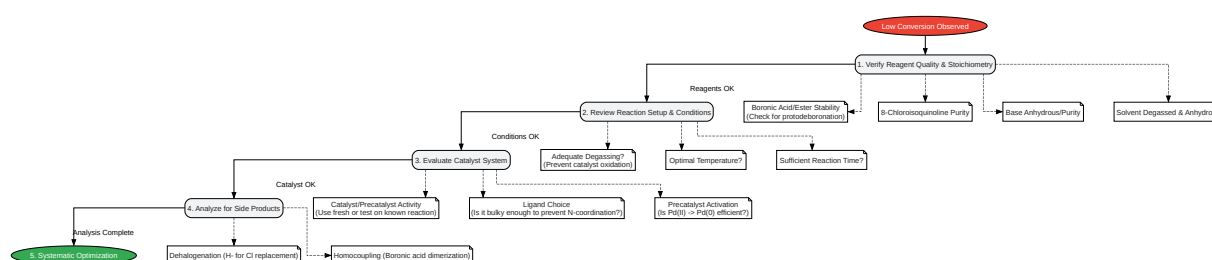 Low Conversion Observed
1. Verify Reagent Quality & Stoichiometry
Reagents OK
2. Review Reaction Setup & Conditions
Boronic Acid/Ester Stability
(Check for protodeboronation)
8-Chloroisoquinoline Purity
Base Anhydrous/Purity
Solvent Degassed & Anhydro
Conditions OK
3. Evaluate Catalyst System
Adequate Degassing?
(Prevent catalyst oxidation)
Optimal Temperature?
Sufficient Reaction Time?
Catalyst OK
4. Analyze for Side Products
Catalyst/Precatalyst Activity
(Use fresh or test on known reaction)
Ligand Choice
(Is it bulky enough to prevent N-coordination?)
Precatalyst Activation
(Is Pd(II) -> Pd(0) efficient?)
Analysis Complete
5. Systematic Optimization
Dehalogenation (H- for Cl replacement)
Homocoupling (Boronic acid dimerization)